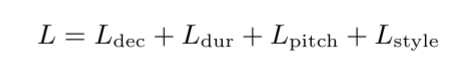 L = L_dec + L_dur + L_pitch + L_style